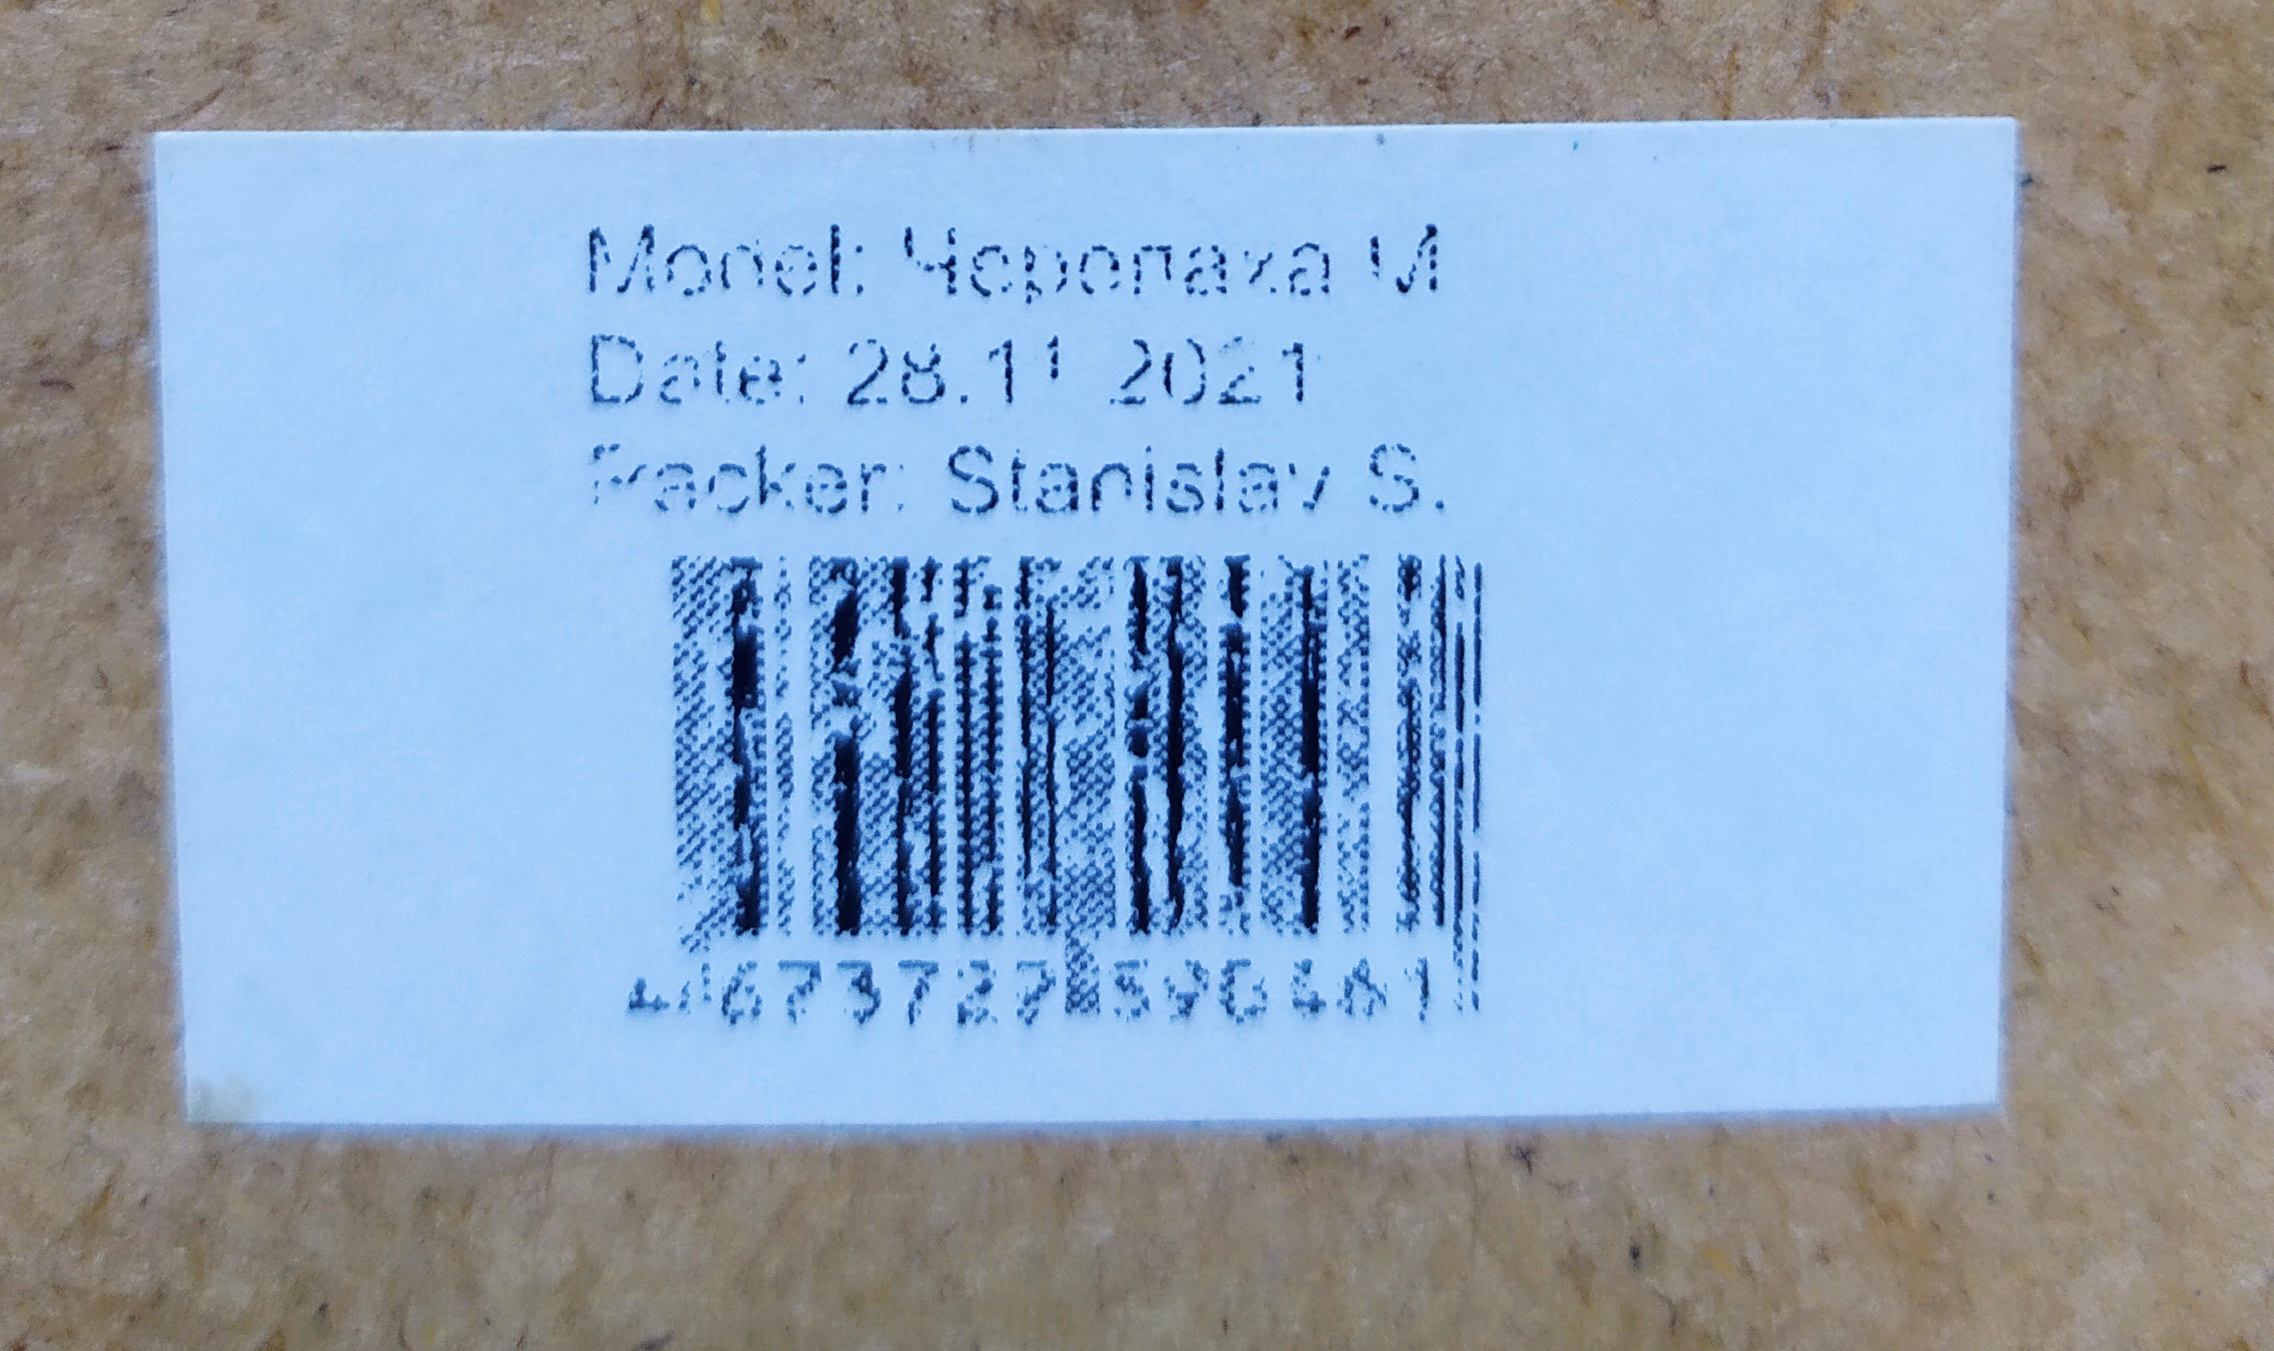 Model: Черепаха И
Date: 28.11.2021
Packer: Stanislav S.